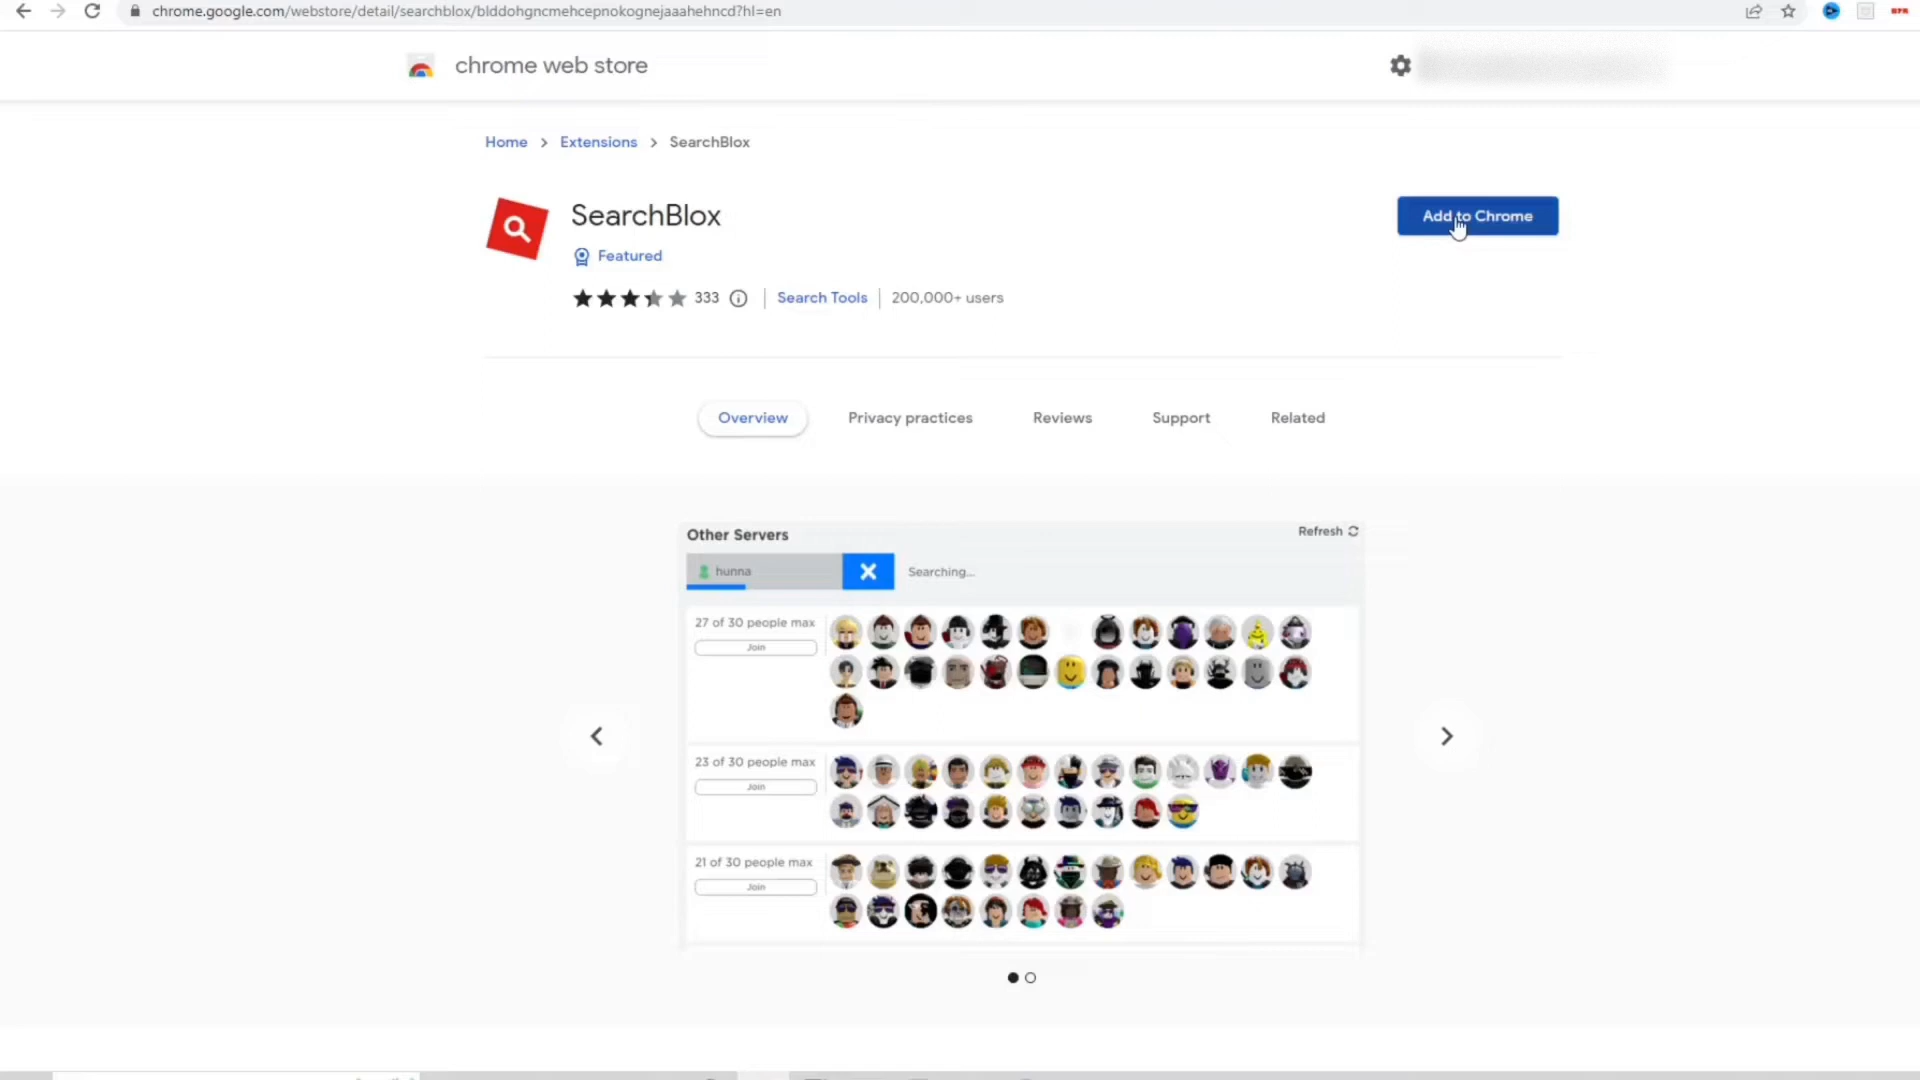 chrome.google.com/webstore/detail/searchblox/blddohgncmehcepnokognejaaahehncd?hl=en
chrome web store
Home > Extensions > SearchBlox
SearchBlox
Add to Chrome
Featured
333 Search Tools 200,000+ users
Overview Privacy practices Reviews Support Related
Other Servers Refresh
hunna Searching...
27 of 30 people max
Join
23 of 30 people max
Join
21 of 30 people max
Join